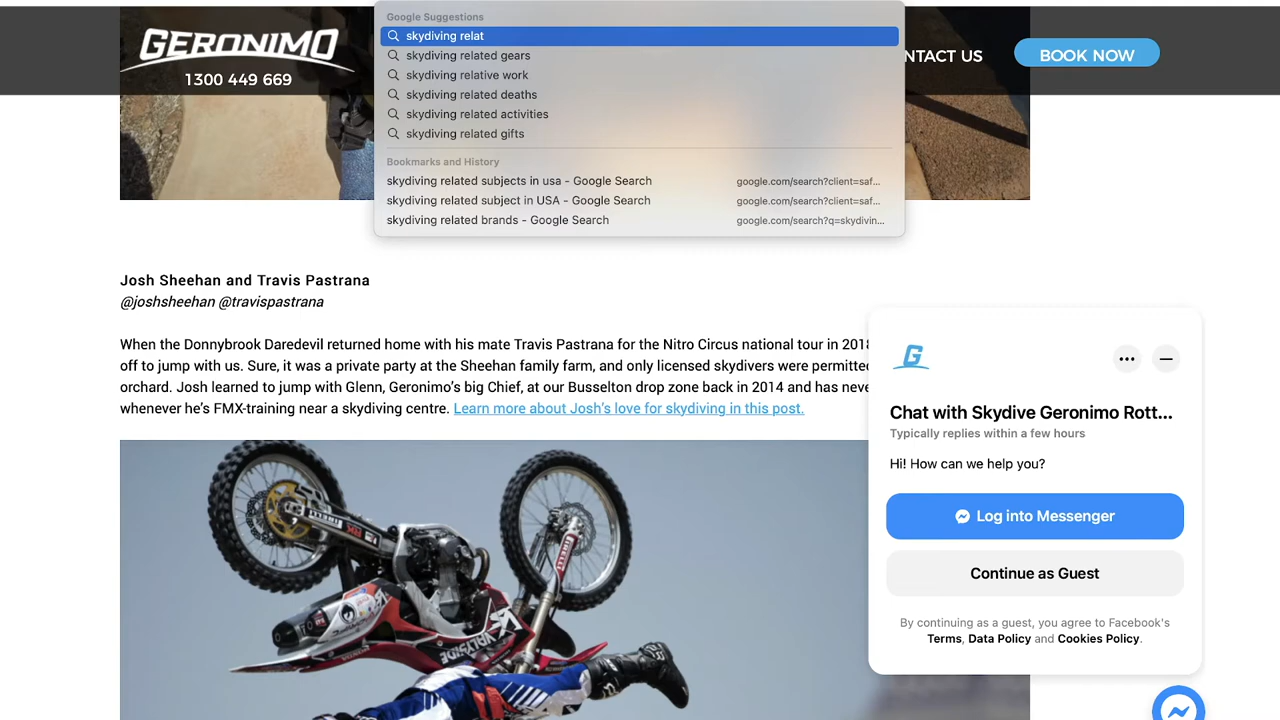 Google Suggestions
skydiving relat
skydiving related gears
skydiving relative work
skydiving related deaths
skydiving related activities
skydiving related gifts
Bookmarks and History
skydiving related subjects in usa - Google Search google.com/search?client=saf...
skydiving related subject in USA - Google Search google.com/search?client=saf...
skydiving related brands - Google Search google.com/search?q=skydivin...
GERONIMO
1300 449 669
NTACT US
BOOK NOW
Josh Sheehan and Travis Pastrana
@joshsheehan @travispastrana
When the Donnybrook Daredevil returned home with his mate Travis Pastrana for the Nitro Circus national tour in 2018
off to jump with us. Sure, it was a private party at the Sheehan family farm, and only licensed skydivers were permitted
orchard. Josh learned to jump with Glenn, Geronimo's big Chief, at our Busselton drop zone back in 2014 and has neve
whenever he's FMX-training near a skydiving centre. Learn more about Josh's love for skydiving in this post.
G
Chat with Skydive Geronimo Rott...
Typically replies within a few hours
Hi! How can we help you?
Log into Messenger
Continue as Guest
By continuing as a guest, you agree to Facebook's
Terms, Data Policy and Cookies Policy.